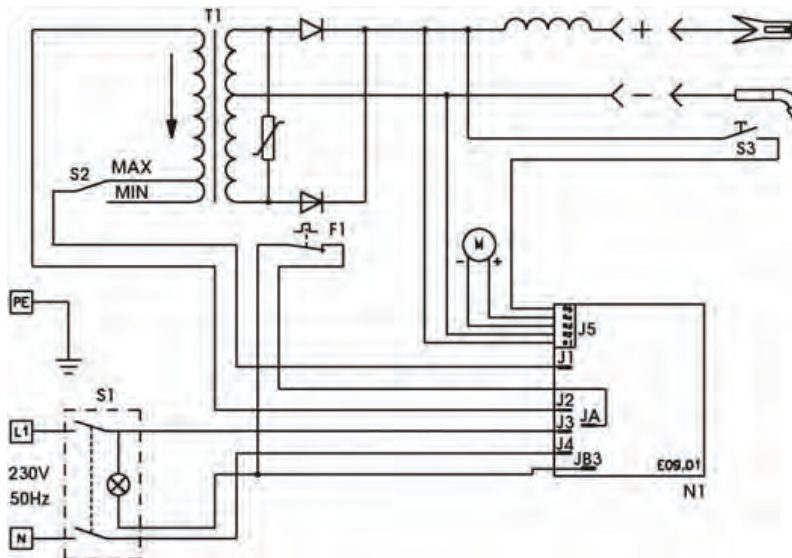 T1
+
−
S3
S2
MAX
MIN
F1
M
- +
PE
J5
J1
S1
J2
JA
L1
J3
J4
230V
50Hz
JB3
E09.D1
N1
N